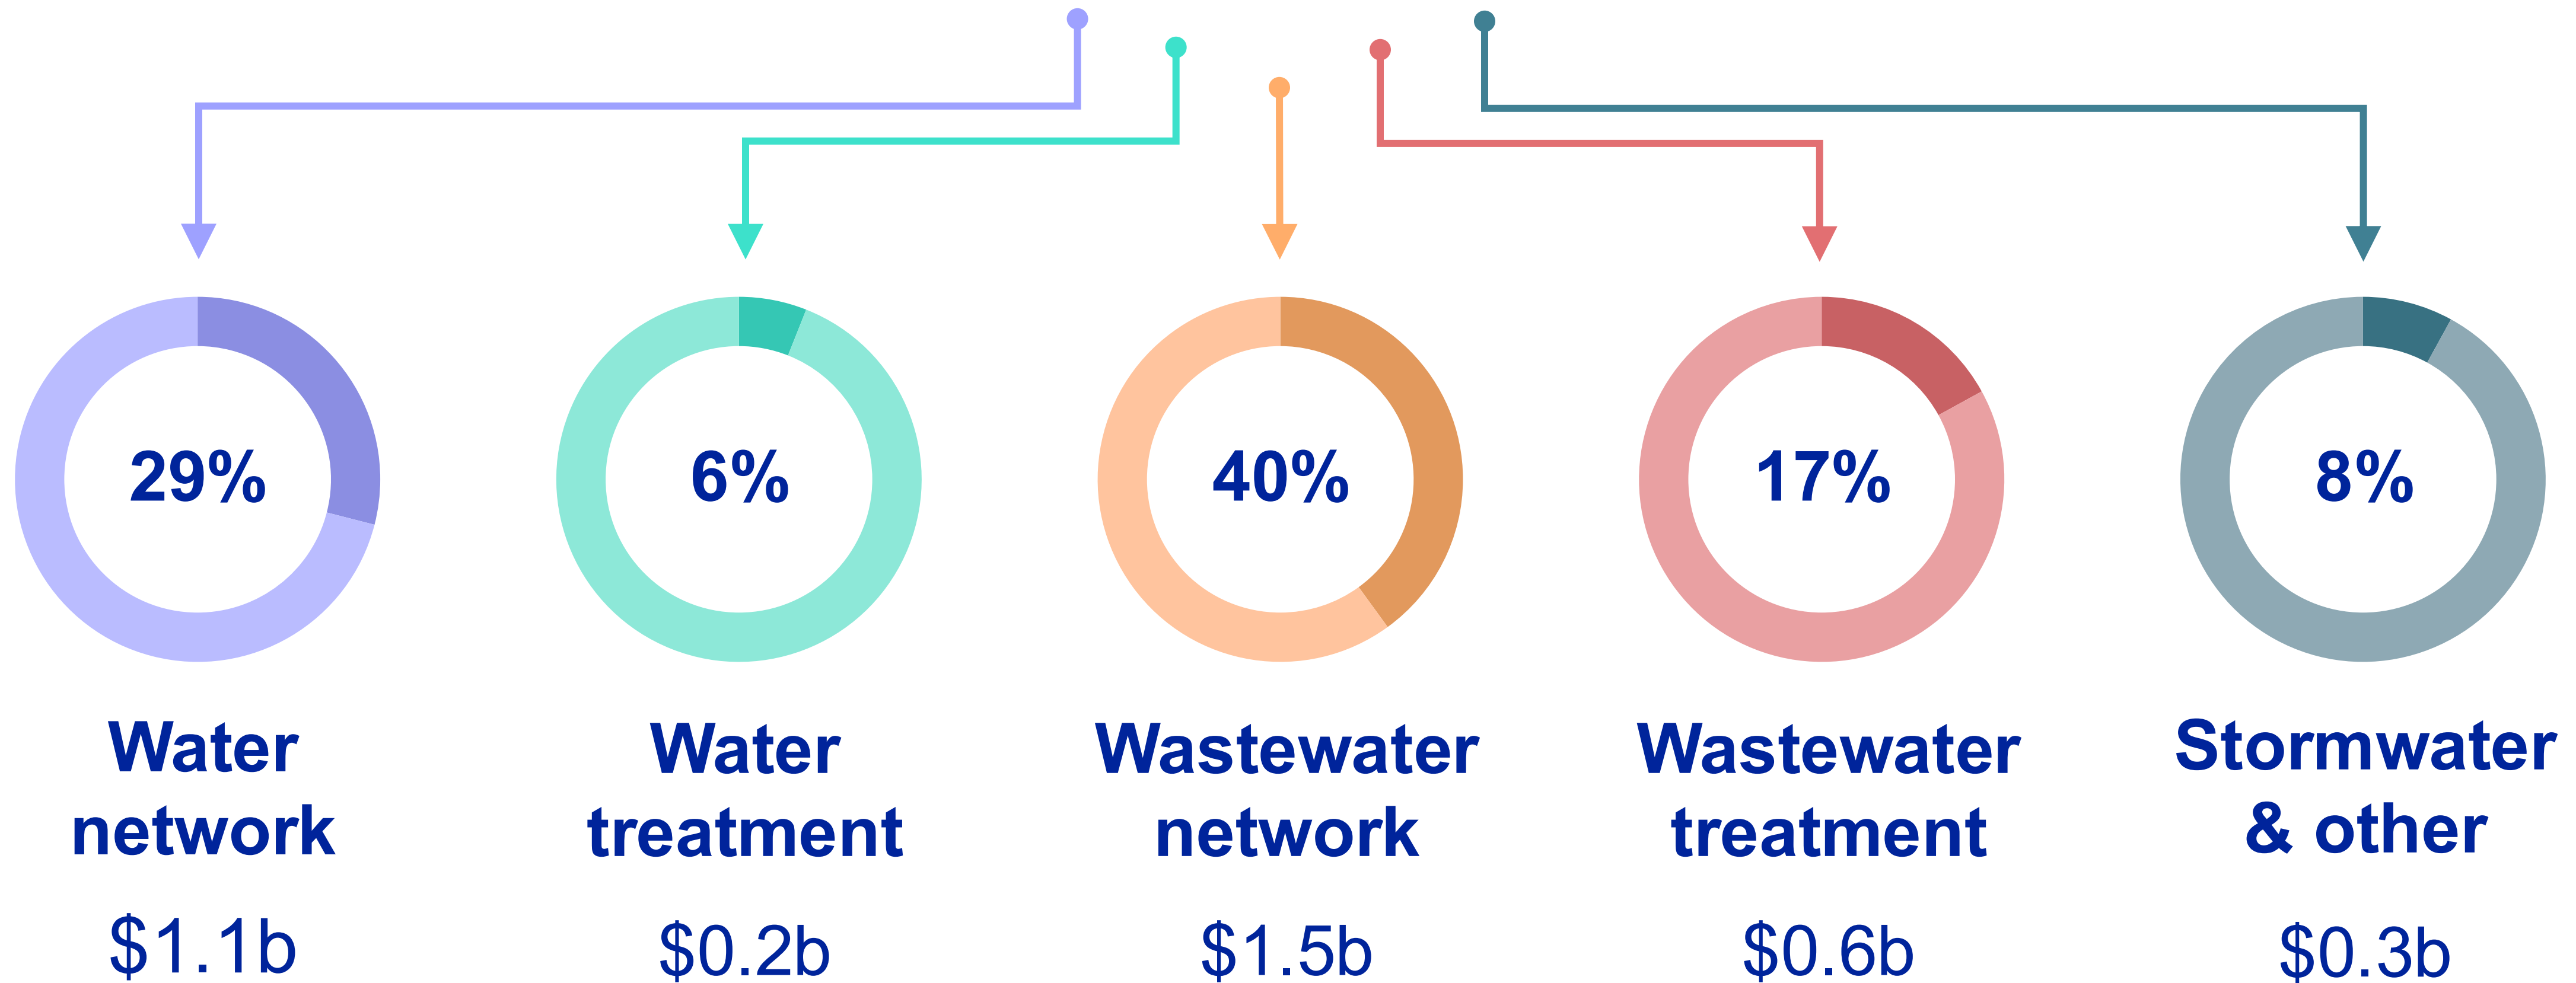 29%
6%
40%
17%
8%
Water
network
$1.1b
Water
treatment
$0.2b
Wastewater
network
$1.5b
Wastewater
treatment
$0.6b
Stormwater
& other
$0.3b